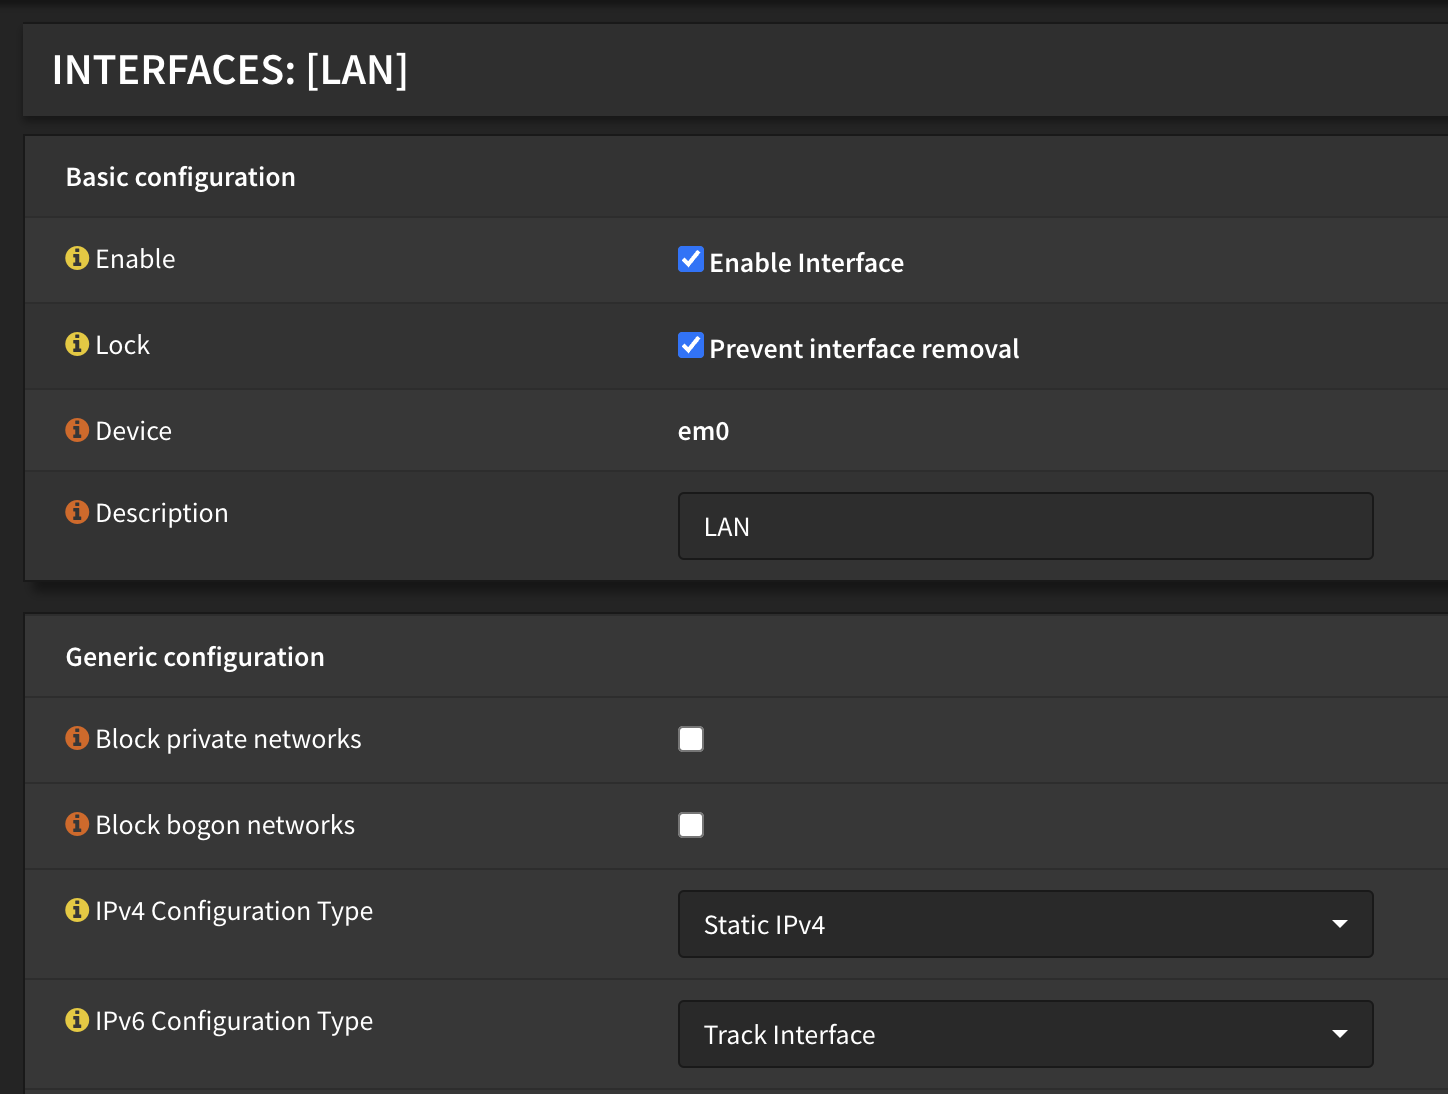 INTERFACES: [LAN]
Basic configuration
Enable
Enable Interface
Lock
Prevent interface removal
Device
em0
Description
LAN
Generic configuration
Block private networks
Block bogon networks
IPv4 Configuration Type
Static IPv4
IPv6 Configuration Type
Track Interface